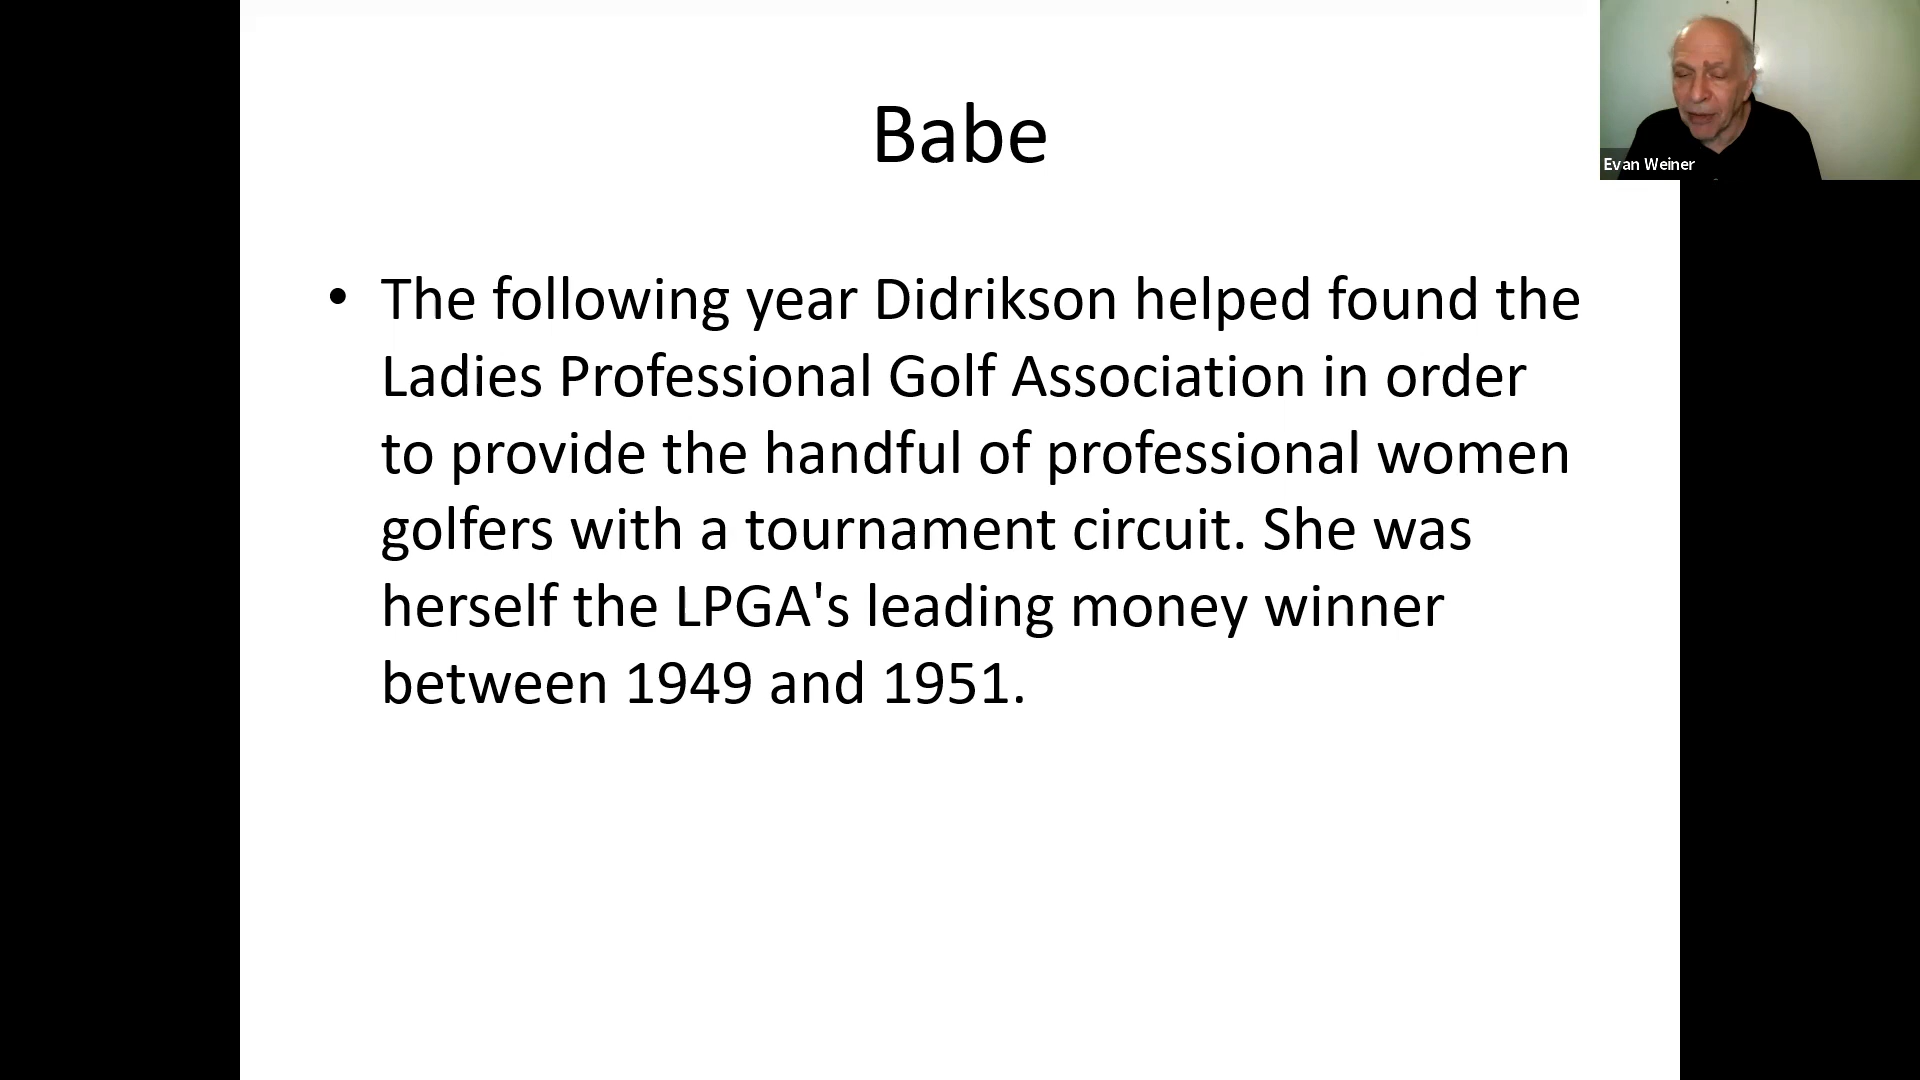 Babe
• The following year Didrikson helped found the
Ladies Professional Golf Association in order
to provide the handful of professional women
golfers with a tournament circuit. She was
herself the LPGA's leading money winner
between 1949 and 1951.
Evan Weiner